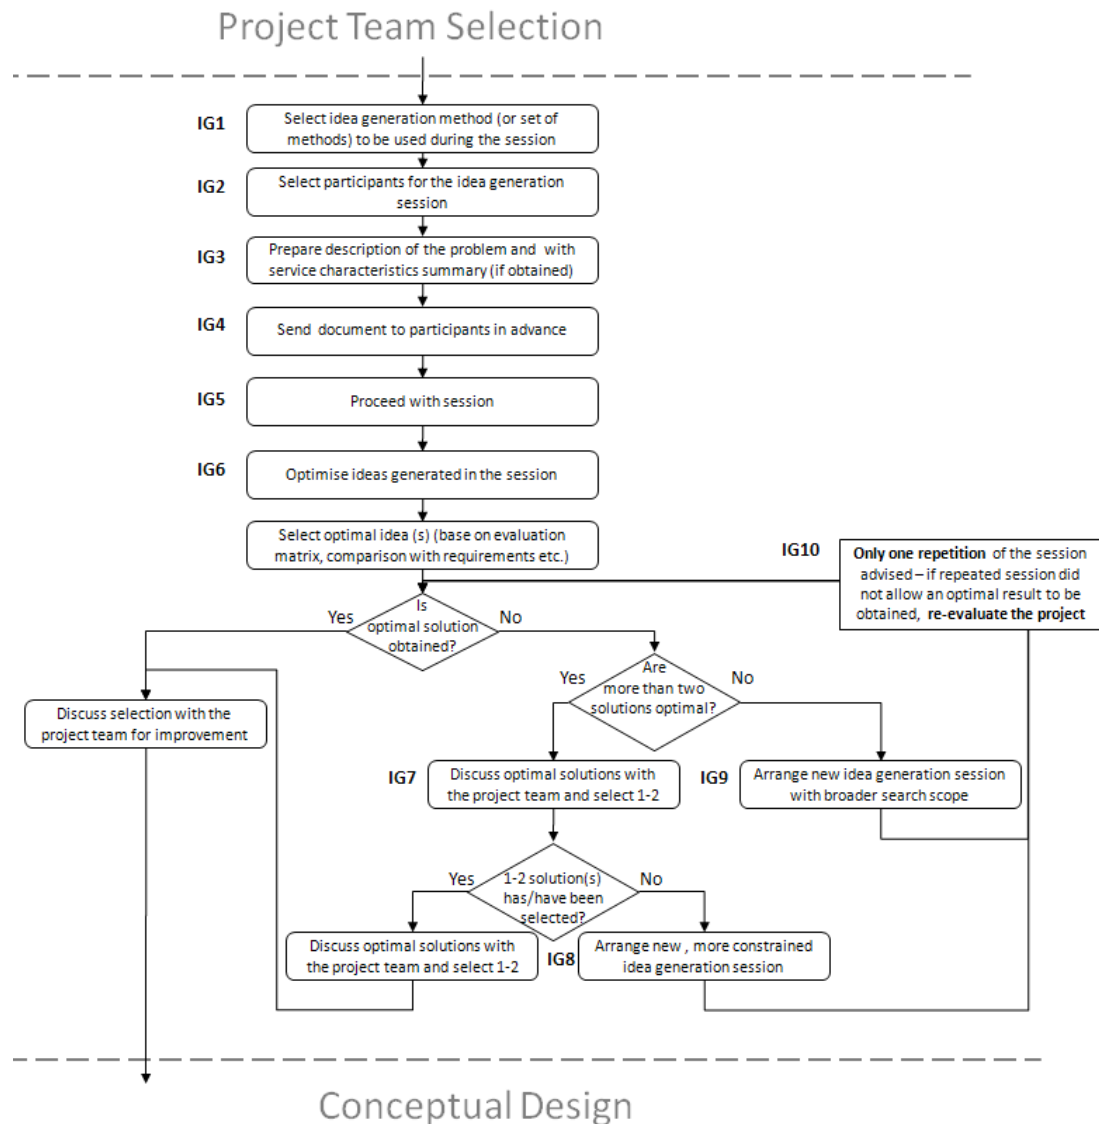 Project Team Selection
IG1
Select idea generation method (or set of
methods) to be used during the session
IG2
Select participants for the idea generation
session
IG3
Prepare description of the problem and with
service characteristics summary (if obtained)
IG4
Send document to participants in advance
IG5
Proceed with session
IG6
Optimise ideas generated in the session
Select optimal idea (s) (base on evaluation
matrix, comparison with requirements etc.)
IG10
Only one repetition of the session
advised – if repeated session did
not allow an optimal result to be
obtained, re-evaluate the project
Yes
Is
optimal solution
obtained?
No
Yes
Are
more than two
solutions optimal?
No
Discuss selection with the
project team for improvement
IG7
Discuss optimal solutions with
the project team and select 1-2
IG9
Arrange new idea generation session
with broader search scope
Yes
1-2 solution(s)
has/have been
selected?
No
Discuss optimal solutions with
the project team and select 1-2
IG8
Arrange new , more constrained
idea generation session
Conceptual Design